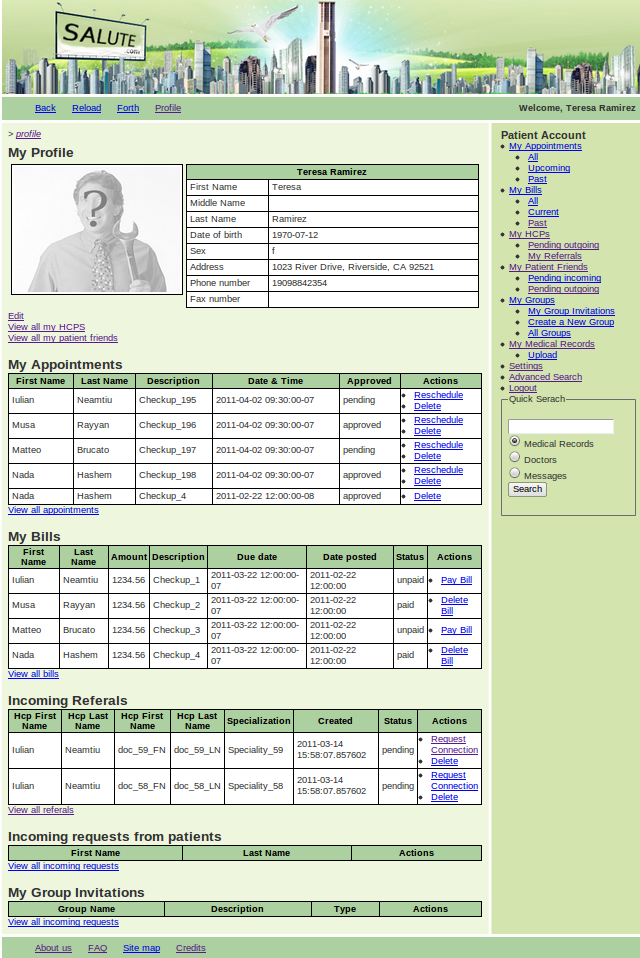 SALUTE
.com
Back Reload Forth Profile Welcome, Teresa Ramirez
> profile
My Profile
Teresa Ramirez
First Name Teresa
Middle Name
Last Name Ramirez
Date of birth 1970-07-12
Sex f
Address 1023 River Drive, Riverside, CA 92521
Phone number 19098842354
Fax number
?
Edit
View all my HCPS
View all my patient friends
My Appointments
First Name Last Name Description Date & Time Approved Actions
Iulian Neamtiu Checkup_195 2011-04-02 09:30:00-07 pending Reschedule
Delete
Musa Rayyan Checkup_196 2011-04-02 09:30:00-07 approved Reschedule
Delete
Matteo Brucato Checkup_197 2011-04-02 09:30:00-07 pending Reschedule
Delete
Nada Hashem Checkup_198 2011-04-02 09:30:00-07 approved Reschedule
Delete
Nada Hashem Checkup_4 2011-02-22 12:00:00-08 approved Delete
View all appointments
My Bills
First Name Last Name Amount Description Due date Date posted Status Actions
Iulian Neamtiu 1234.56 Checkup_1 2011-03-22 12:00:00-07 2011-02-22 12:00:00 unpaid Pay Bill
Musa Rayyan 1234.56 Checkup_2 2011-03-22 12:00:00-07 2011-02-22 12:00:00 paid Delete Bill
Matteo Brucato 1234.56 Checkup_3 2011-03-22 12:00:00-07 2011-02-22 12:00:00 unpaid Pay Bill
Nada Hashem 1234.56 Checkup_4 2011-03-22 12:00:00-07 2011-02-22 12:00:00 paid Delete Bill
View all bills
Incoming Referals
Hcp First Name Hcp Last Name Hcp First Name Hcp Last Name Specialization Created Status Actions
Iulian Neamtiu doc_59_FN doc_59_LN Speciality_59 2011-03-14 15:58:07.857602 pending Request Connection
Delete
Iulian Neamtiu doc_58_FN doc_58_LN Speciality_58 2011-03-14 15:58:07.857602 pending Request Connection
Delete
View all referals
Incoming requests from patients
First Name Last Name Actions
View all incoming requests
My Group Invitations
Group Name Description Type Actions
View all incoming requests
Patient Account
My Appointments
All
Upcoming
Past
My Bills
All
Current
Past
My HCPs
Pending outgoing
My Referrals
My Patient Friends
Pending incoming
Pending outgoing
My Groups
My Group Invitations
Create a New Group
All Groups
My Medical Records
Upload
Settings
Advanced Search
Logout
Quick Serach
Medical Records
Doctors
Messages
Search
About us FAQ Site map Credits